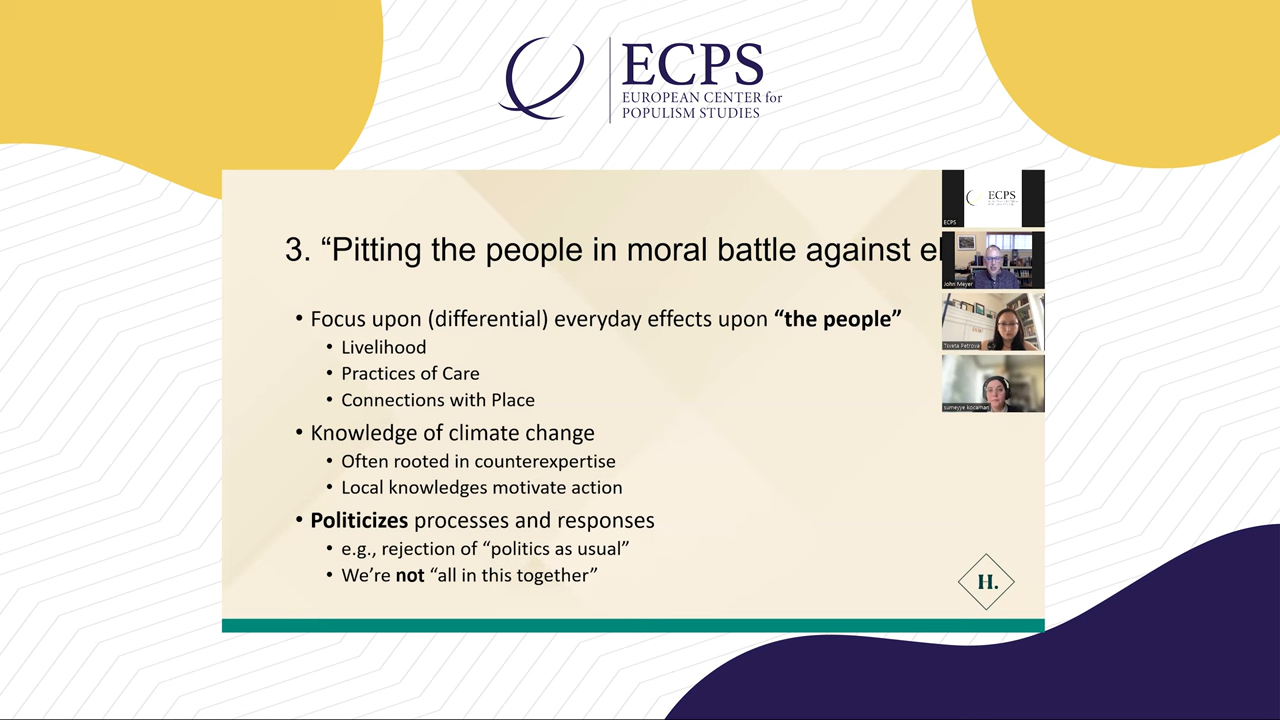 ECPS
EUROPEAN CENTER for
POPULISM STUDIES
3. “Pitting the people in moral battle against el
• Focus upon (differential) everyday effects upon “the people”
• Livelihood
• Practices of Care
• Connections with Place
• Knowledge of climate change
• Often rooted in counterexpertise
• Local knowledges motivate action
• Politicizes processes and responses
• e.g., rejection of “politics as usual”
• We’re not “all in this together”
H.
ECPS
ECPS
John Meyer
Tsveta Petrova
sumeyye kocaman